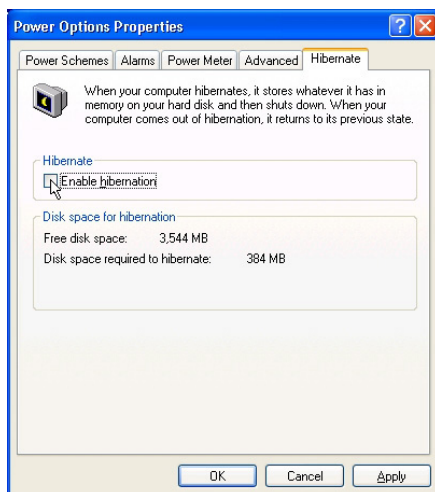 Power Options Properties
Power Schemes Alarms Power Meter Advanced Hibernate
When your computer hibernates, it stores whatever it has in
memory on your hard disk and then shuts down. When your
computer comes out of hibernation, it returns to its previous state.
Hibernate
Enable hibernation
Disk space for hibernation
Free disk space: 3,544 MB
Disk space required to hibernate: 384 MB
OK Cancel Apply